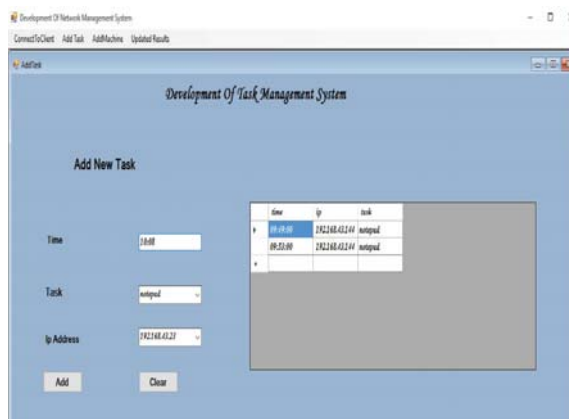 Development Of Network Management System
ConnectToClient Add Task AddMachine Updated Results
AddTask
Development Of Task Management System
Add New Task
time ip task
09:49:00 192.168.43.244 notepad
09:53:00 192.168.43.244 notepad
Time 10:08
Task notepad
Ip Address 192.168.43.23
Add Clear